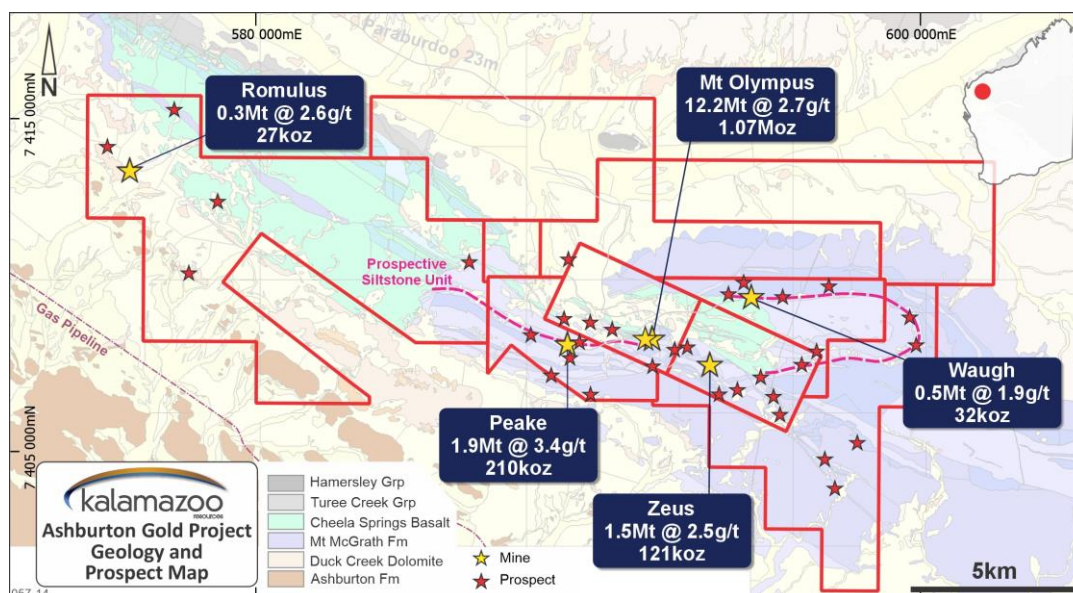 580 000mE
600 000mE
Paraburdoo 23m
N
7 415 000mN
Romulus
0.3Mt @ 2.6g/t
27koz
Mt Olympus
12.2Mt @ 2.7g/t
1.07Moz
Prospective
Siltstone Unit
Gas Pipeline
Waugh
0.5Mt @ 1.9g/t
32koz
Peake
1.9Mt @ 3.4g/t
210koz
Zeus
1.5Mt @ 2.5g/t
121koz
7 405 000mN
kalamazoo
resources
Ashburton Gold Project
Geology and
Prospect Map
Hamersley Grp
Turee Creek Grp
Cheela Springs Basalt
Mt McGrath Fm
Duck Creek Dolomite
Ashburton Fm
Mine
Prospect
5km